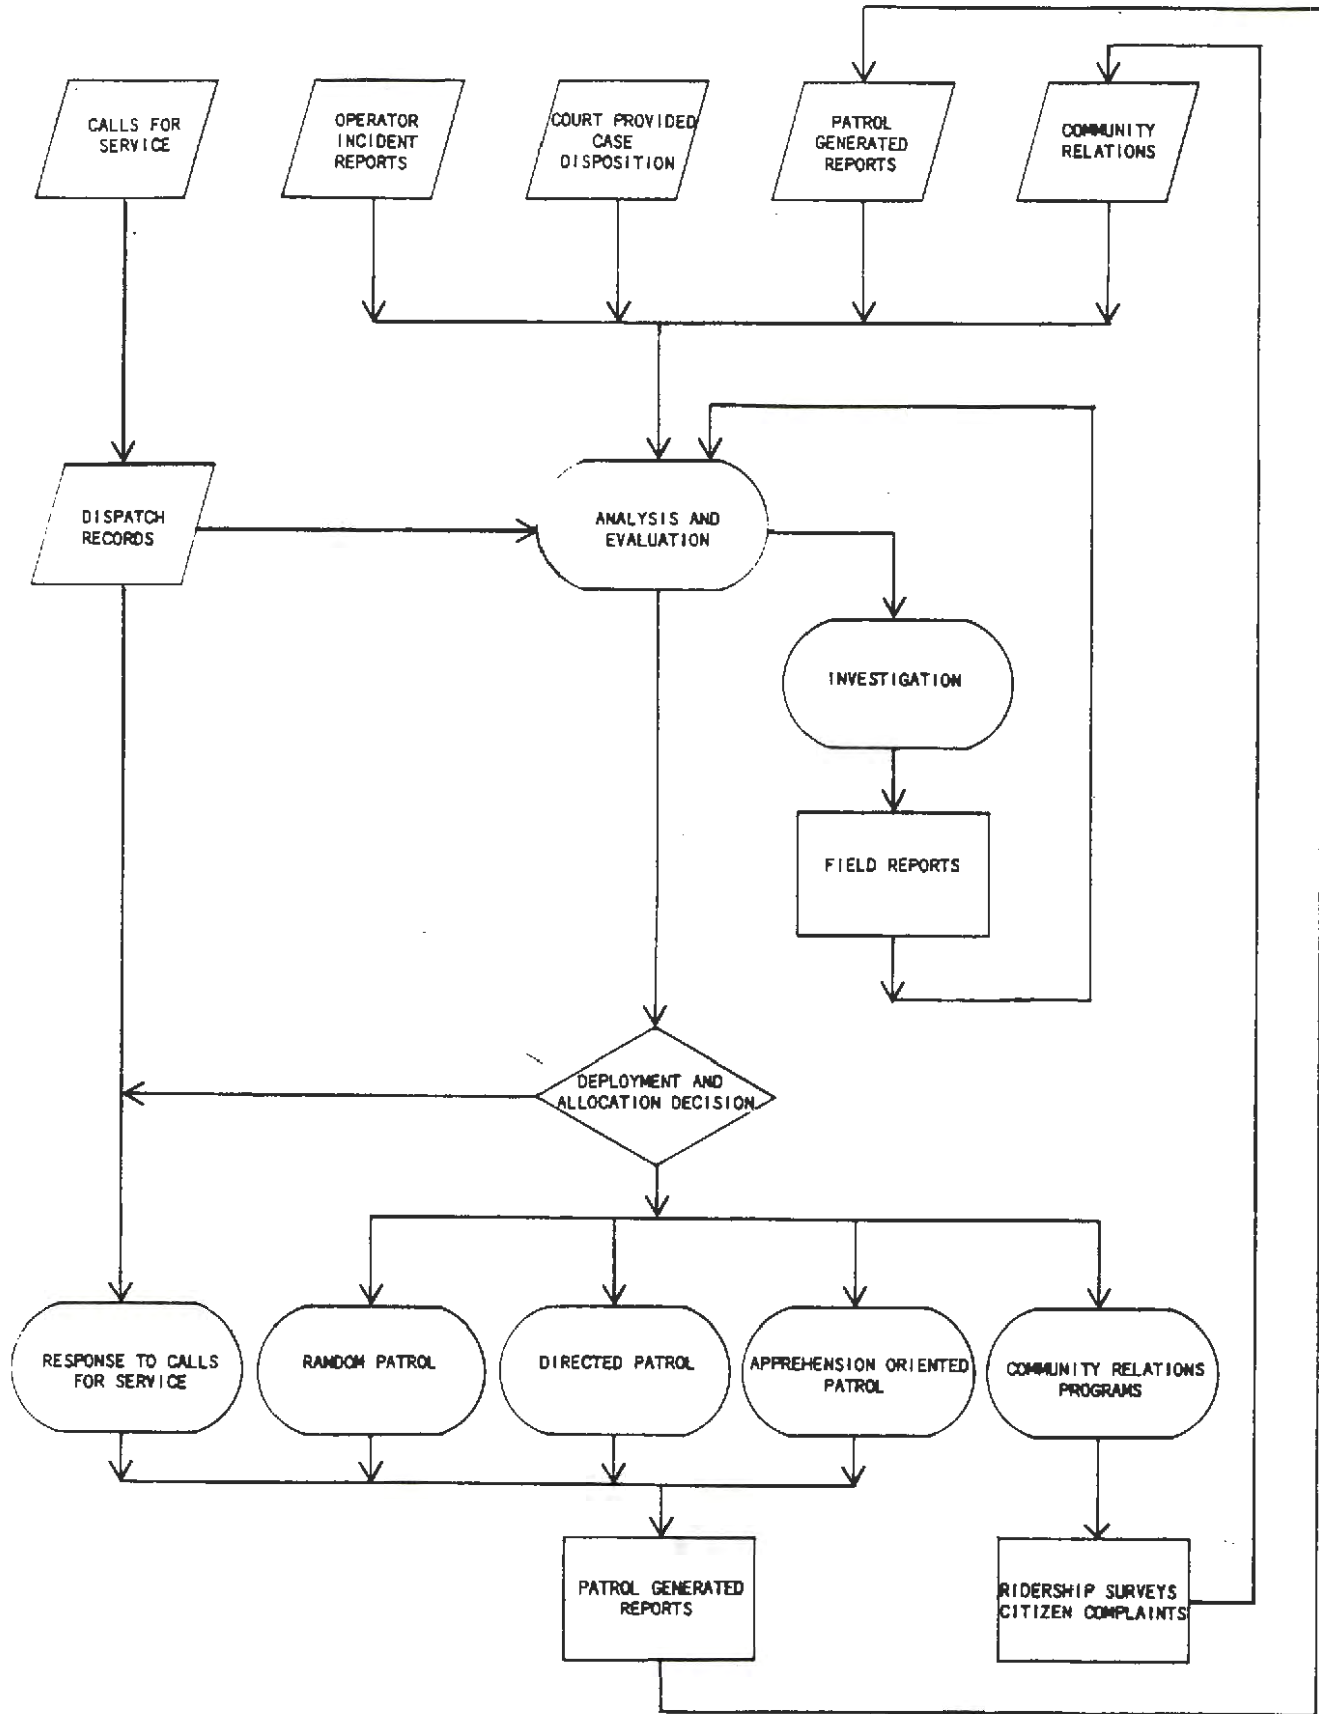 CALLS FOR
SERVICE
OPERATOR
INCIDENT
REPORTS
COURT PROVIDED
CASE
DISPOSITION
PATROL
GENERATED
REPORTS
COMMUNITY
RELATIONS
DISPATCH
RECORDS
ANALYSIS AND
EVALUATION
INVESTIGATION
FIELD REPORTS
DEPLOYMENT AND
ALLOCATION DECISION
RESPONSE TO CALLS
FOR SERVICE
RANDOM PATROL
DIRECTED PATROL
APPREHENSION ORIENTED
PATROL
COMMUNITY RELATIONS
PROGRAMS
PATROL GENERATED
REPORTS
RIDERSHIP SURVEYS
CITIZEN COMPLAINTS